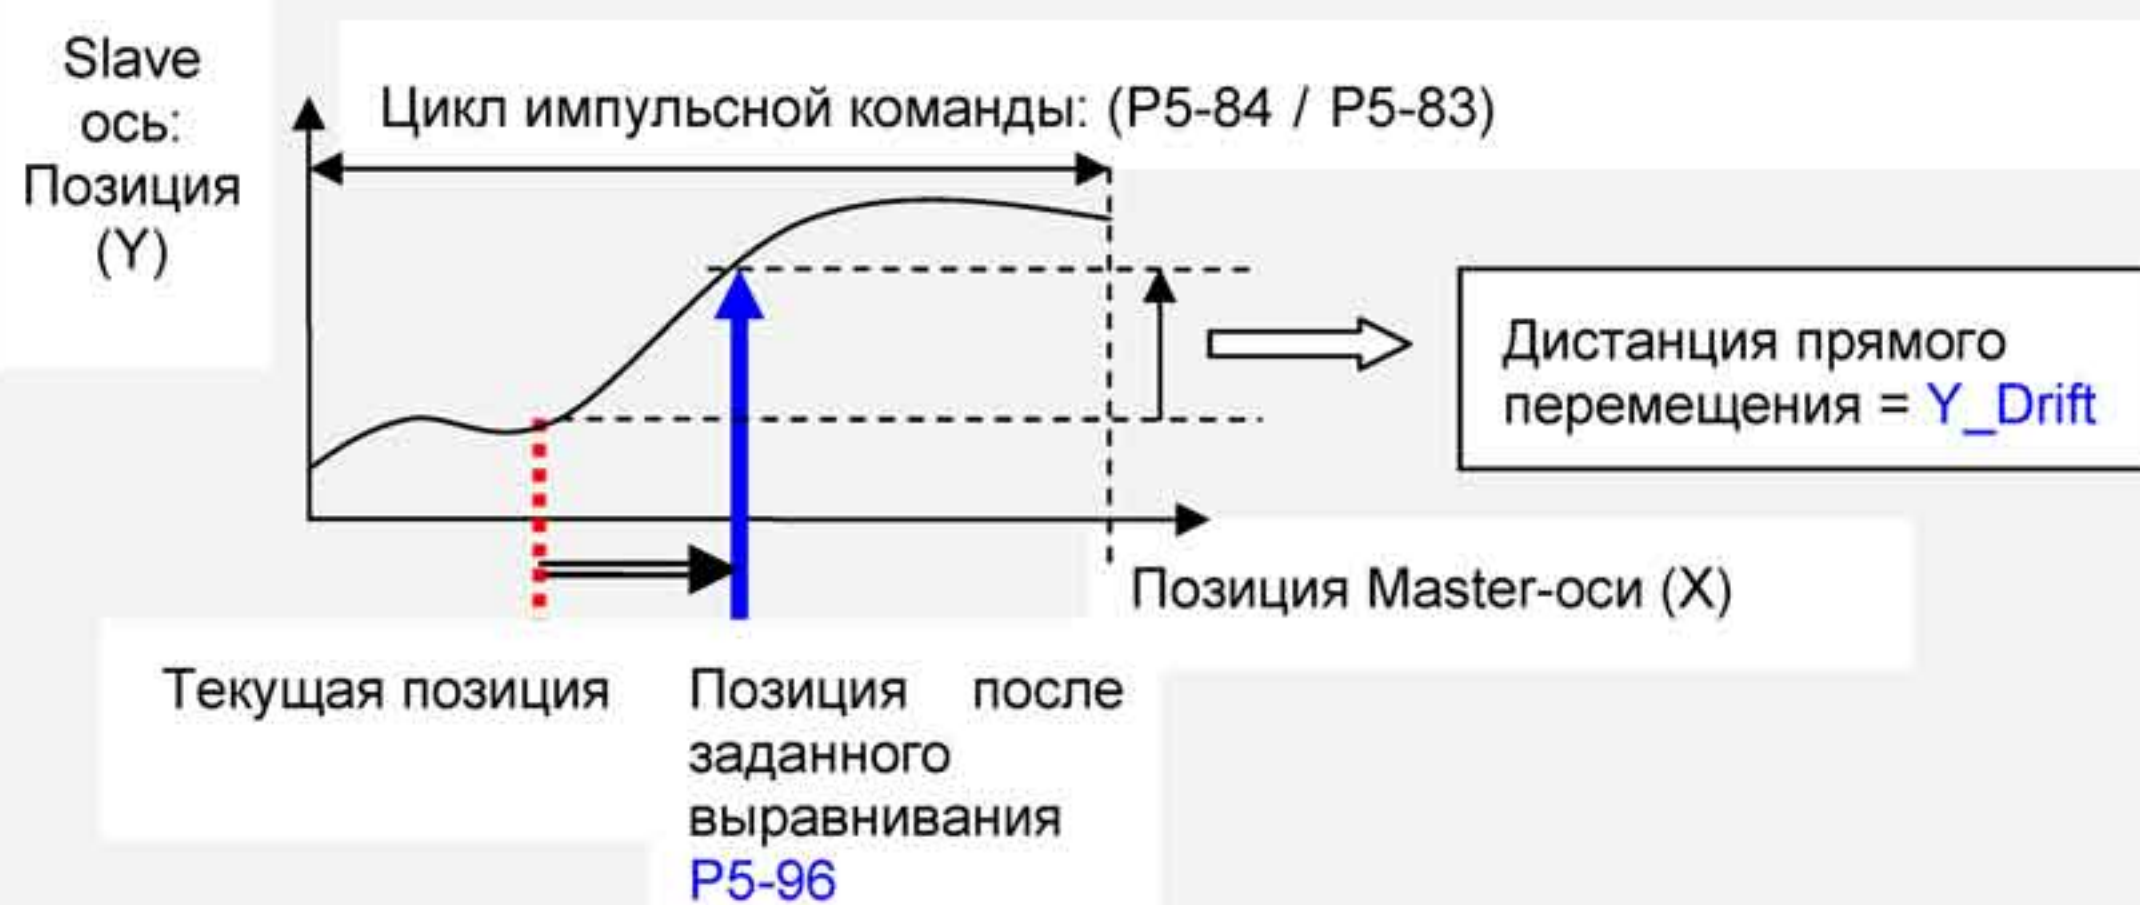 Slave
ось:
Позиция
(Y)
Цикл импульсной команды: (P5-84 / P5-83)
Дистанция прямого
перемещения = Y_Drift
Позиция Master-оси (X)
Текущая позиция
Позиция после
заданного
выравнивания
P5-96